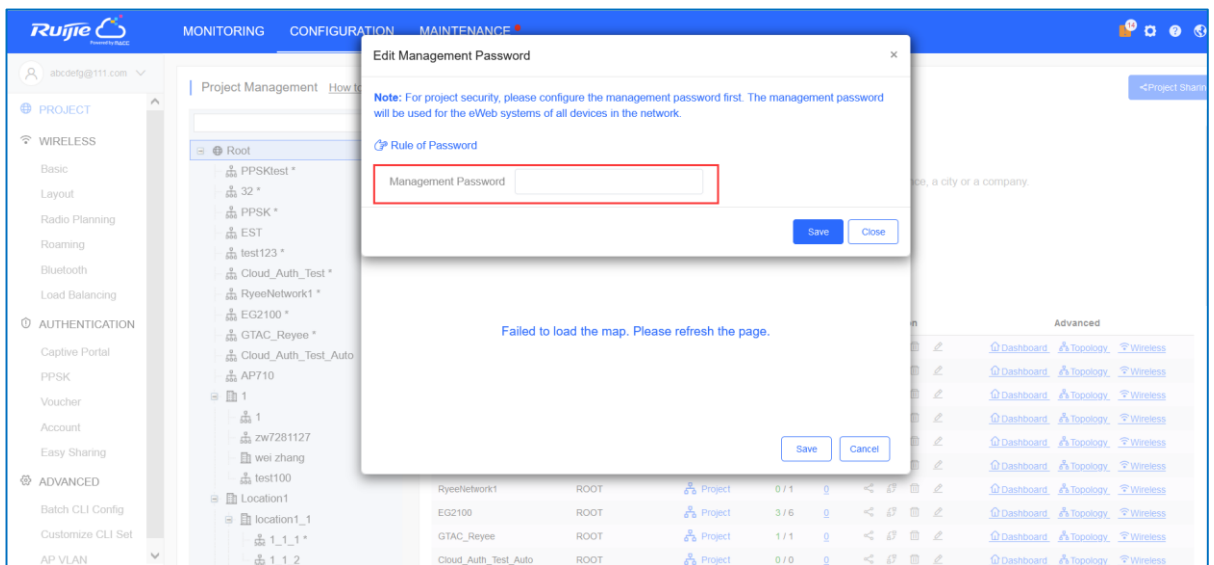 Ruijie
Powered by RACC
MONITORING CONFIGURATION MAINTENANCE
14
abcdefg@111.com
PROJECT
WIRELESS
Basic
Layout
Radio Planning
Roaming
Bluetooth
Load Balancing
AUTHENTICATION
Captive Portal
PPSK
Voucher
Account
Easy Sharing
ADVANCED
Batch CLI Config
Customize CLI Set
AP VLAN
Project Management How to
Root
PPSKtest *
32 *
PPSK *
EST
test123 *
Cloud_Auth_Test *
RyeeNetwork1 *
EG2100 *
GTAC_Reyee *
Cloud_Auth_Test_Auto
AP710
1
1
zw7281127
wei zhang
test100
Location1
location1_1
1_1_1 *
1_1_2
Edit Management Password ×
Note: For project security, please configure the management password first. The management password
will be used for the eWeb systems of all devices in the network.
Rule of Password
Management Password
Save Close
Failed to load the map. Please refresh the page.
Save Cancel
Project Sharin
nce, a city or a company.
n Advanced
Dashboard Topology Wireless
Dashboard Topology Wireless
Dashboard Topology Wireless
Dashboard Topology Wireless
Dashboard Topology Wireless
Dashboard Topology Wireless
RyeeNetwork1 ROOT Project 0 / 1 0 Dashboard Topology Wireless
EG2100 ROOT Project 3 / 6 0 Dashboard Topology Wireless
GTAC_Reyee ROOT Project 1 / 1 0 Dashboard Topology Wireless
Cloud_Auth_Test_Auto ROOT Project 0 / 0 0 Dashboard Topology Wireless